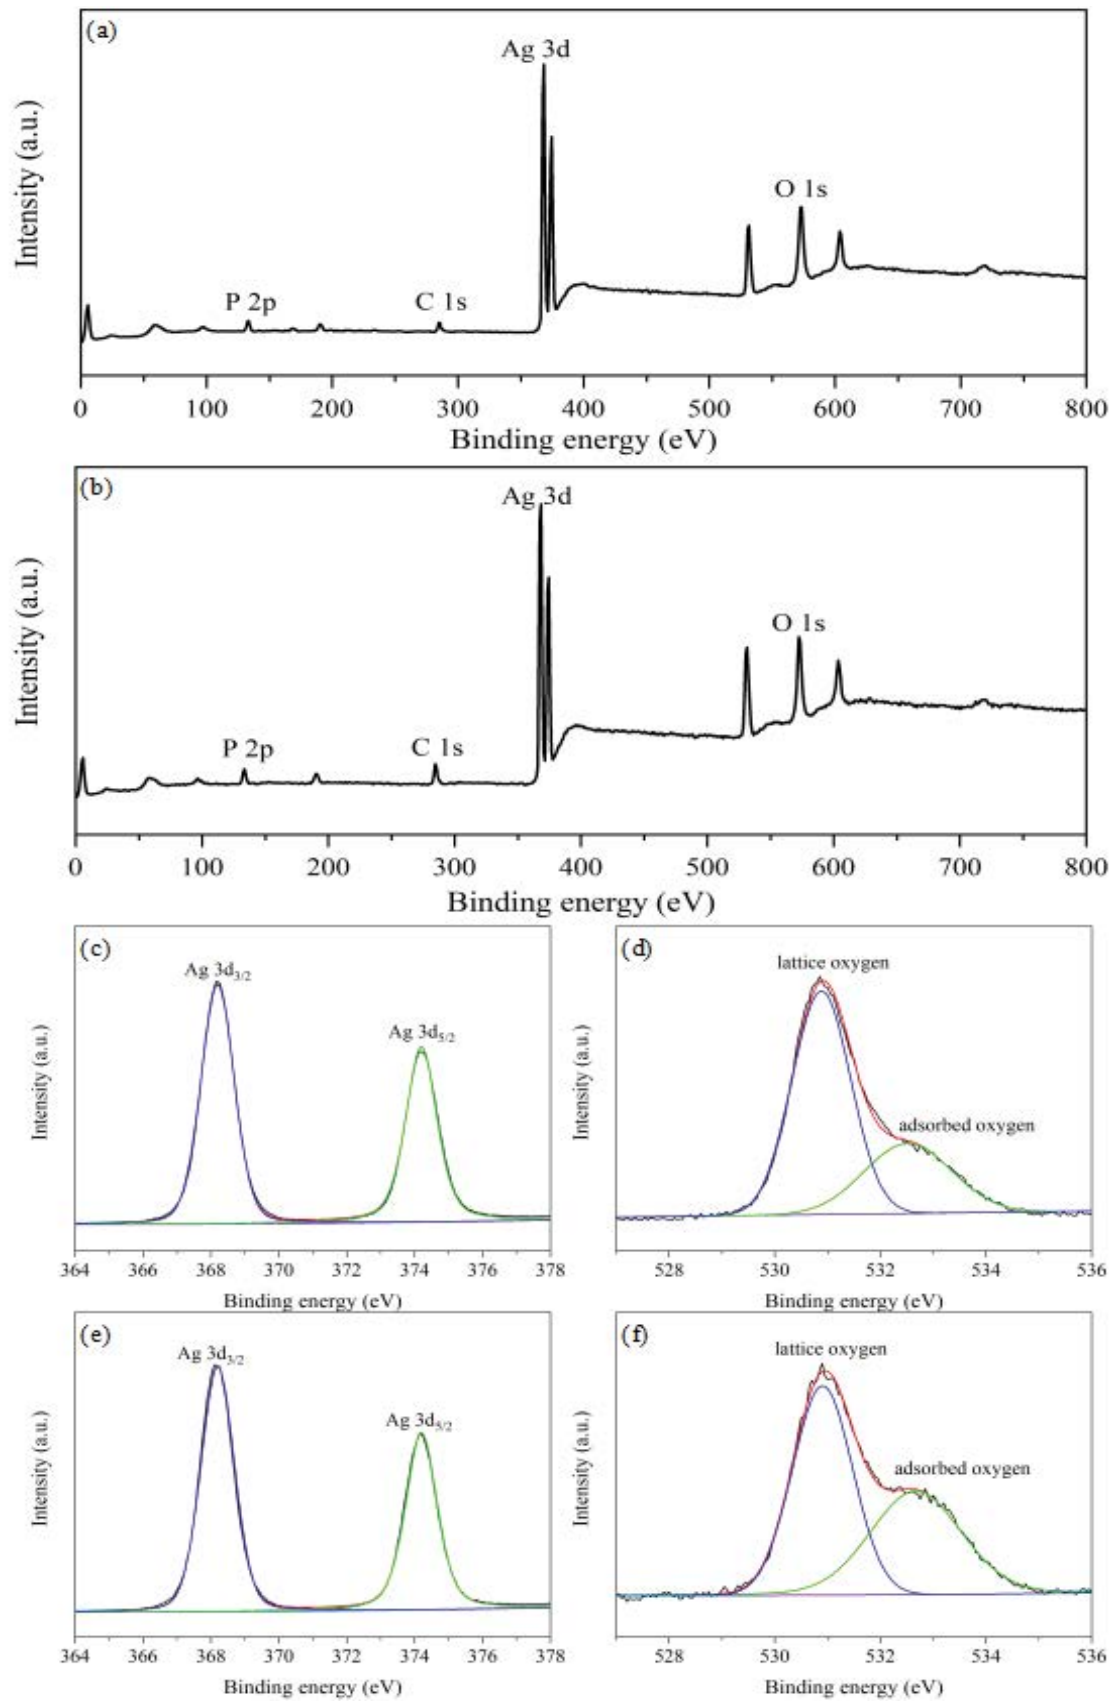 (a)
Ag 3d
O 1s
P 2p
C 1s
Intensity (a.u.)
0 100 200 300 400 500 600 700 800
Binding energy (eV)
(b)
Ag 3d
O 1s
P 2p
C 1s
Intensity (a.u.)
0 100 200 300 400 500 600 700 800
Binding energy (eV)
(c)
Ag 3d3/2
Ag 3d5/2
Intensity (a.u.)
364 366 368 370 372 374 376 378
Binding energy (eV)
(d)
lattice oxygen
adsorbed oxygen
Intensity (a.u.)
528 530 532 534 536
Binding energy (eV)
(e)
Ag 3d3/2
Ag 3d5/2
Intensity (a.u.)
364 366 368 370 372 374 376 378
Binding energy (eV)
(f)
lattice oxygen
adsorbed oxygen
Intensity (a.u.)
528 530 532 534 536
Binding energy (eV)